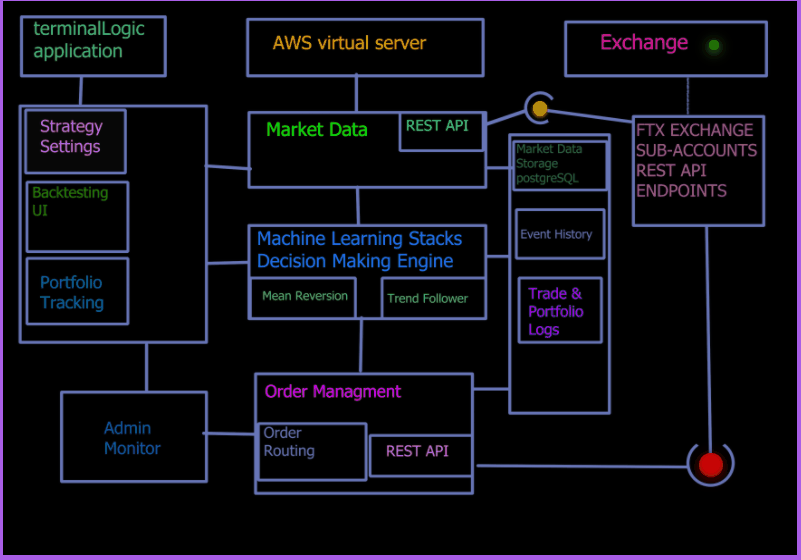 terminalLogic
application
AWS virtual server
Exchange
Strategy
Settings
Backtesting
UI
Portfolio
Tracking
Admin
Monitor
Market Data
REST API
Machine Learning Stacks
Decision Making Engine
Mean Reversion
Trend Follower
Order Managment
Order
Routing
REST API
Market Data
Storage
postgreSQL
Event History
Trade &
Portfolio
Logs
FTX EXCHANGE
SUB-ACCOUNTS
REST API
ENDPOINTS